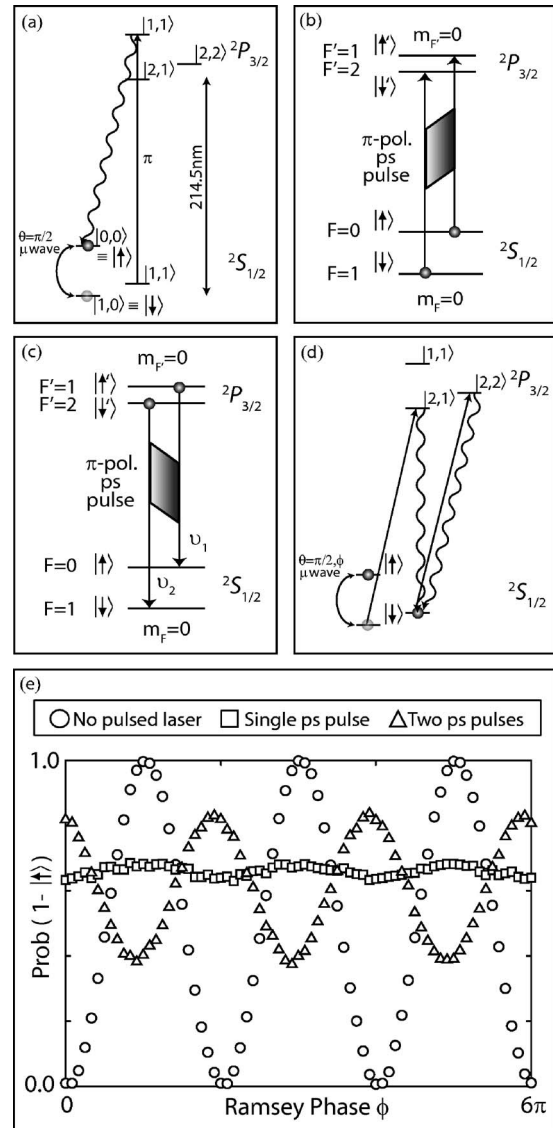 (a)
|1,1⟩
|2,1⟩
|2,2⟩ ²P3/2
π
214.5nm
θ=π/2
μwave
|0,0⟩
≡|↑⟩
|1,1⟩
²S1/2
|1,0⟩≡|↓⟩
(b)
mF'=0
F'=1 |↑'⟩
F'=2
²P3/2
|↓'⟩
π-pol.
ps
pulse
F=0 |↑⟩
²S1/2
F=1 |↓⟩
mF=0
(c)
mF'=0
F'=1 |↑'⟩
F'=2 |↓'⟩
²P3/2
π-pol.
ps
pulse
υ1
F=0 |↑⟩
υ2
²S1/2
F=1 |↓⟩
mF=0
(d)
|1,1⟩
|2,1⟩
|2,2⟩ ²P3/2
θ=π/2,ϕ
μwave
|↑⟩
|↓⟩
²S1/2
(e)
No pulsed laser Single ps pulse Two ps pulses
1.0
Prob ( 1- |↑⟩)
0.0
0 Ramsey Phase ϕ 6π